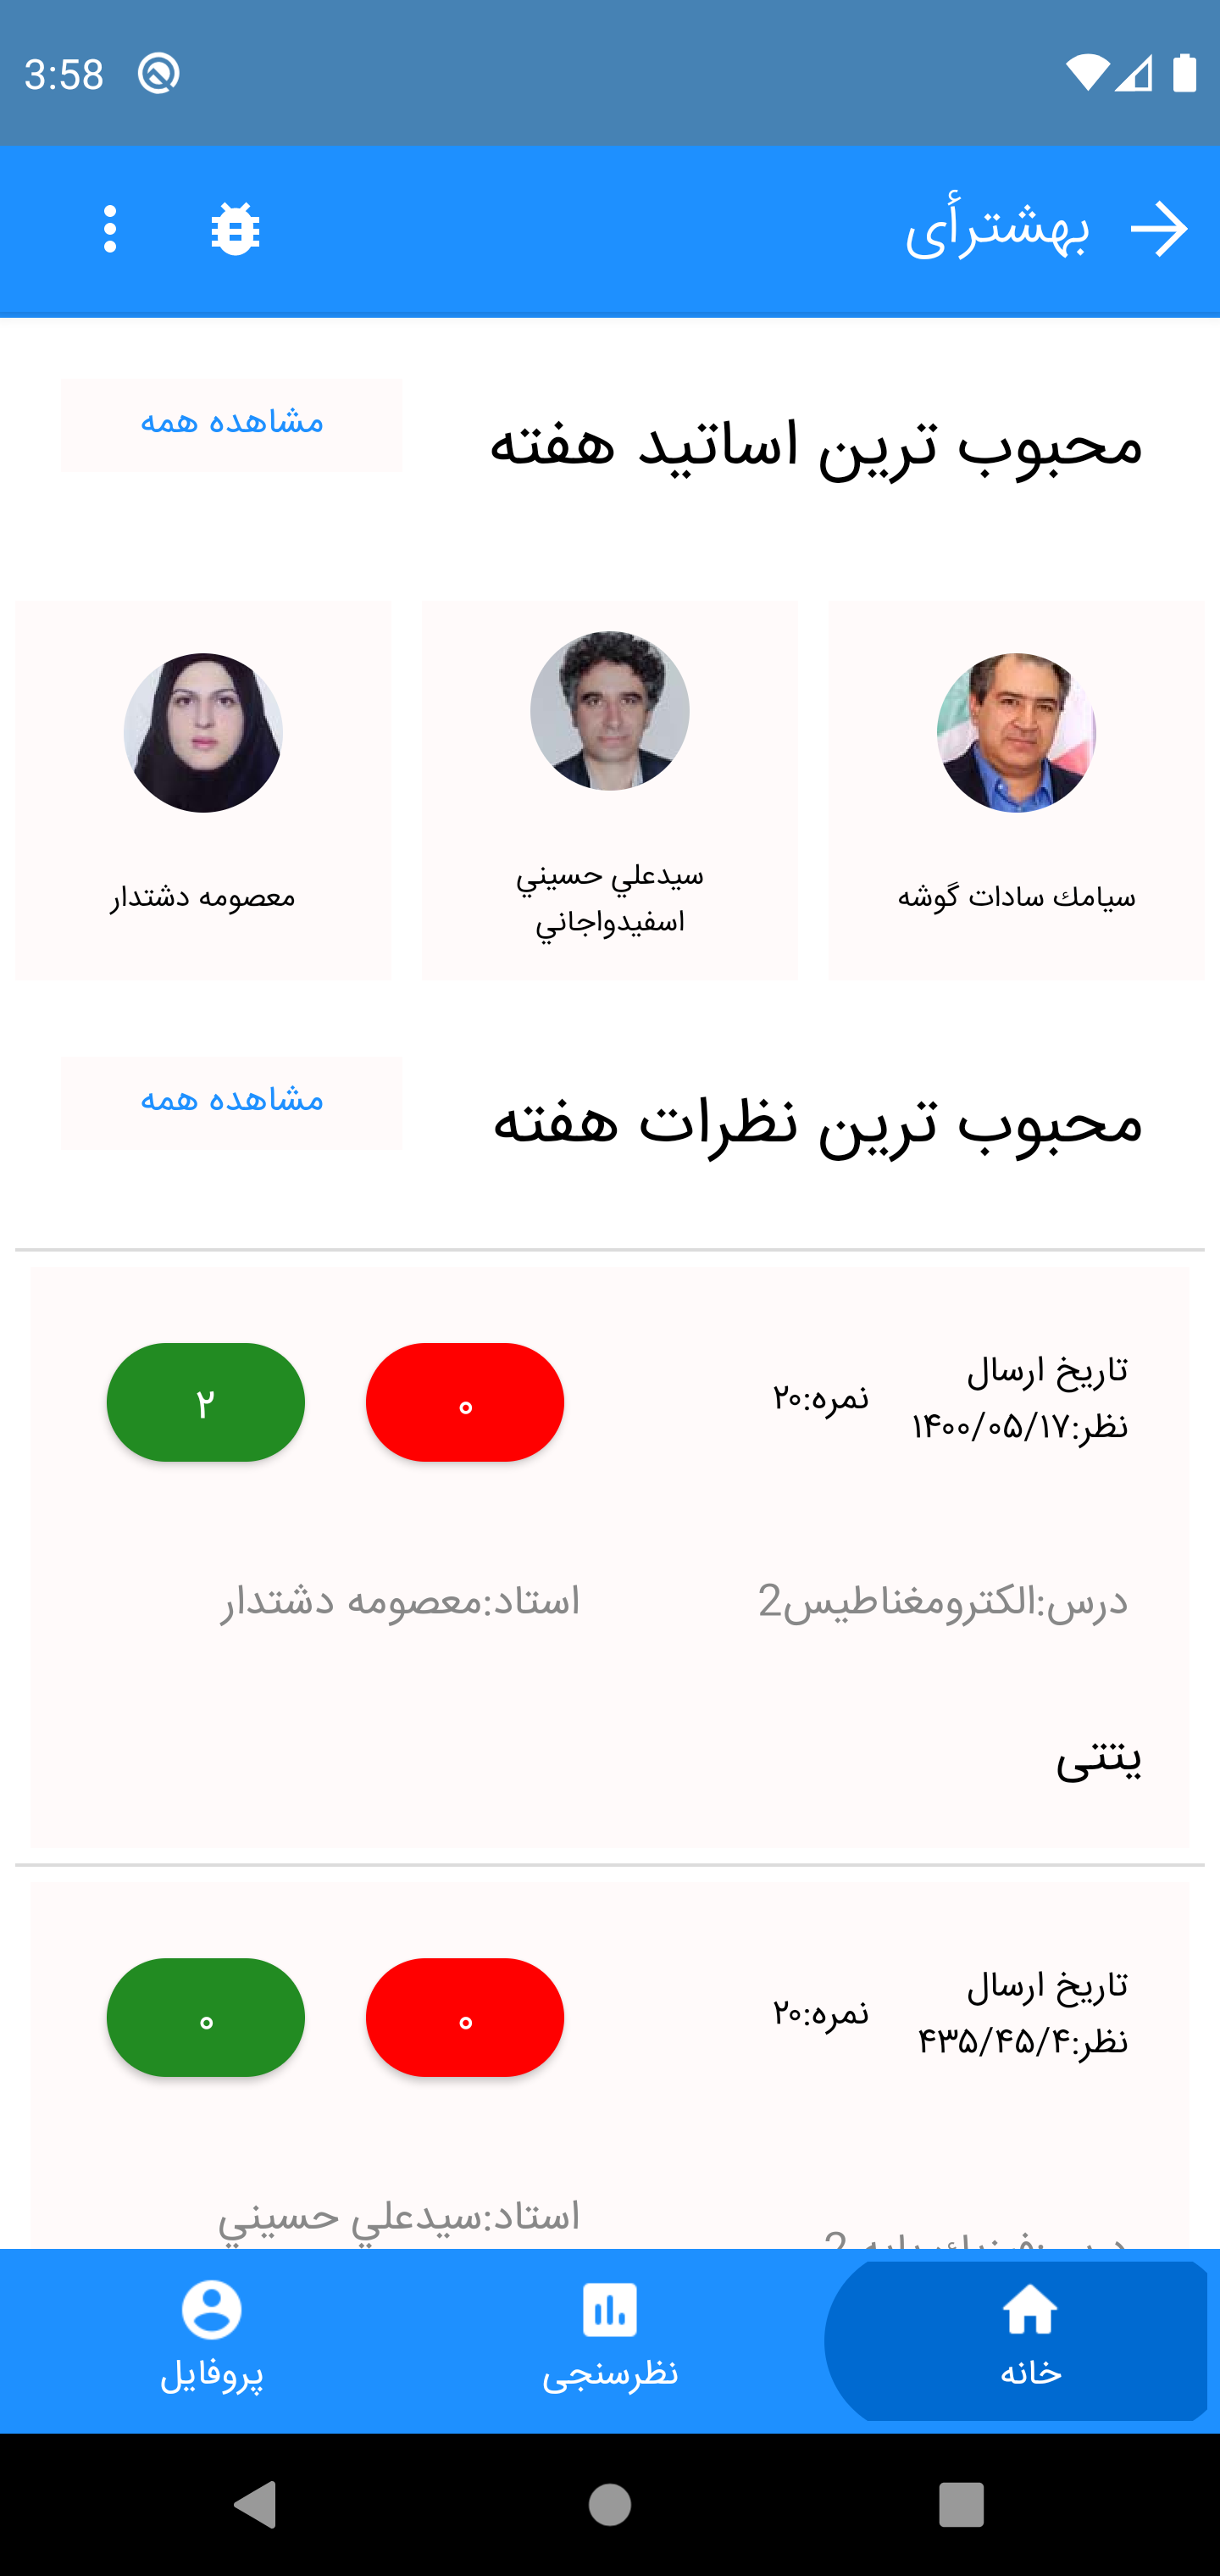 3:58
بهشترأی
محبوب ترین اساتید هفته
مشاهده همه
سيامك سادات گوشه
سيدعلي حسيني
اسفيدواجاني
معصومه دشتدار
محبوب ترین نظرات هفته
مشاهده همه
تاریخ ارسال
نظر:۱۴۰۰/۰۵/۱۷
نمره:۲۰
۰
۲
درس:الکترومغناطیس2
استاد:معصومه دشتدار
یتتی
تاریخ ارسال
نظر:۴۳۵/۴۵/۴
نمره:۲۰
۰
۰
استاد:سيدعلي حسيني
خانه
نظرسنجی
پروفایل